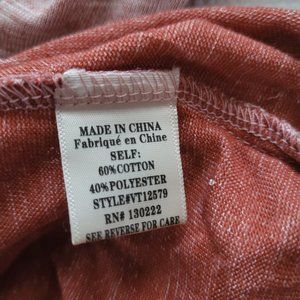 MADE IN CHINA
Fabriqué en Chine
SELF:
60%COTTON
40%POLYESTER
STYLE#VT12579
RN# 130222
SEE REVERSE FOR CARE